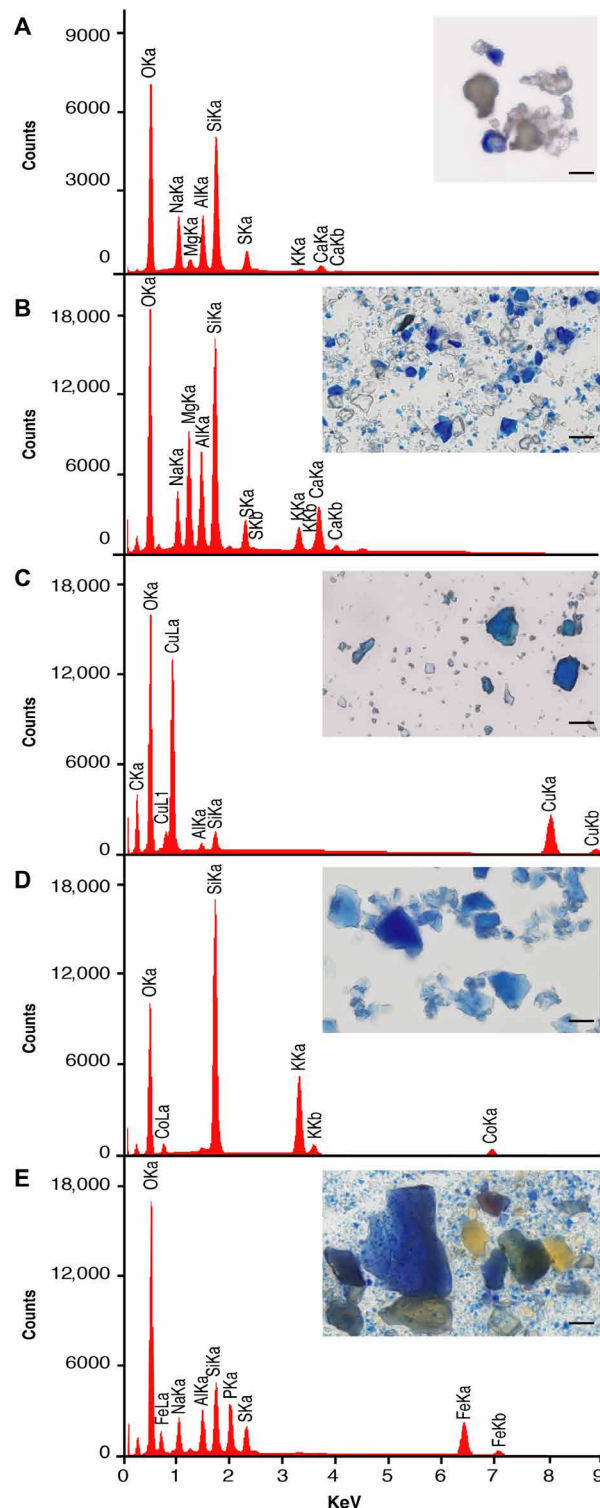 A
9000
6000
3000
0
Counts
OKa
NaKa
MgKa
AlKa
SiKa
SKa
KKa
CaKa
CaKb
B
18,000
12,000
6000
0
Counts
OKa
NaKa
MgKa
AlKa
SiKa
SKa
SKb
KKa
KKb
CaKa
CaKb
C
18,000
12,000
6000
0
Counts
CKa
OKa
CuL1
CuLa
AlKa
SiKa
CuKa
CuKb
D
18,000
12,000
6000
0
Counts
OKa
CoLa
SiKa
KKa
KKb
CoKa
E
18,000
12,000
6000
0
Counts
OKa
FeLa
NaKa
AlKa
SiKa
PKa
SKa
FeKa
FeKb
0 1 2 3 4 5 6 7 8 9
KeV